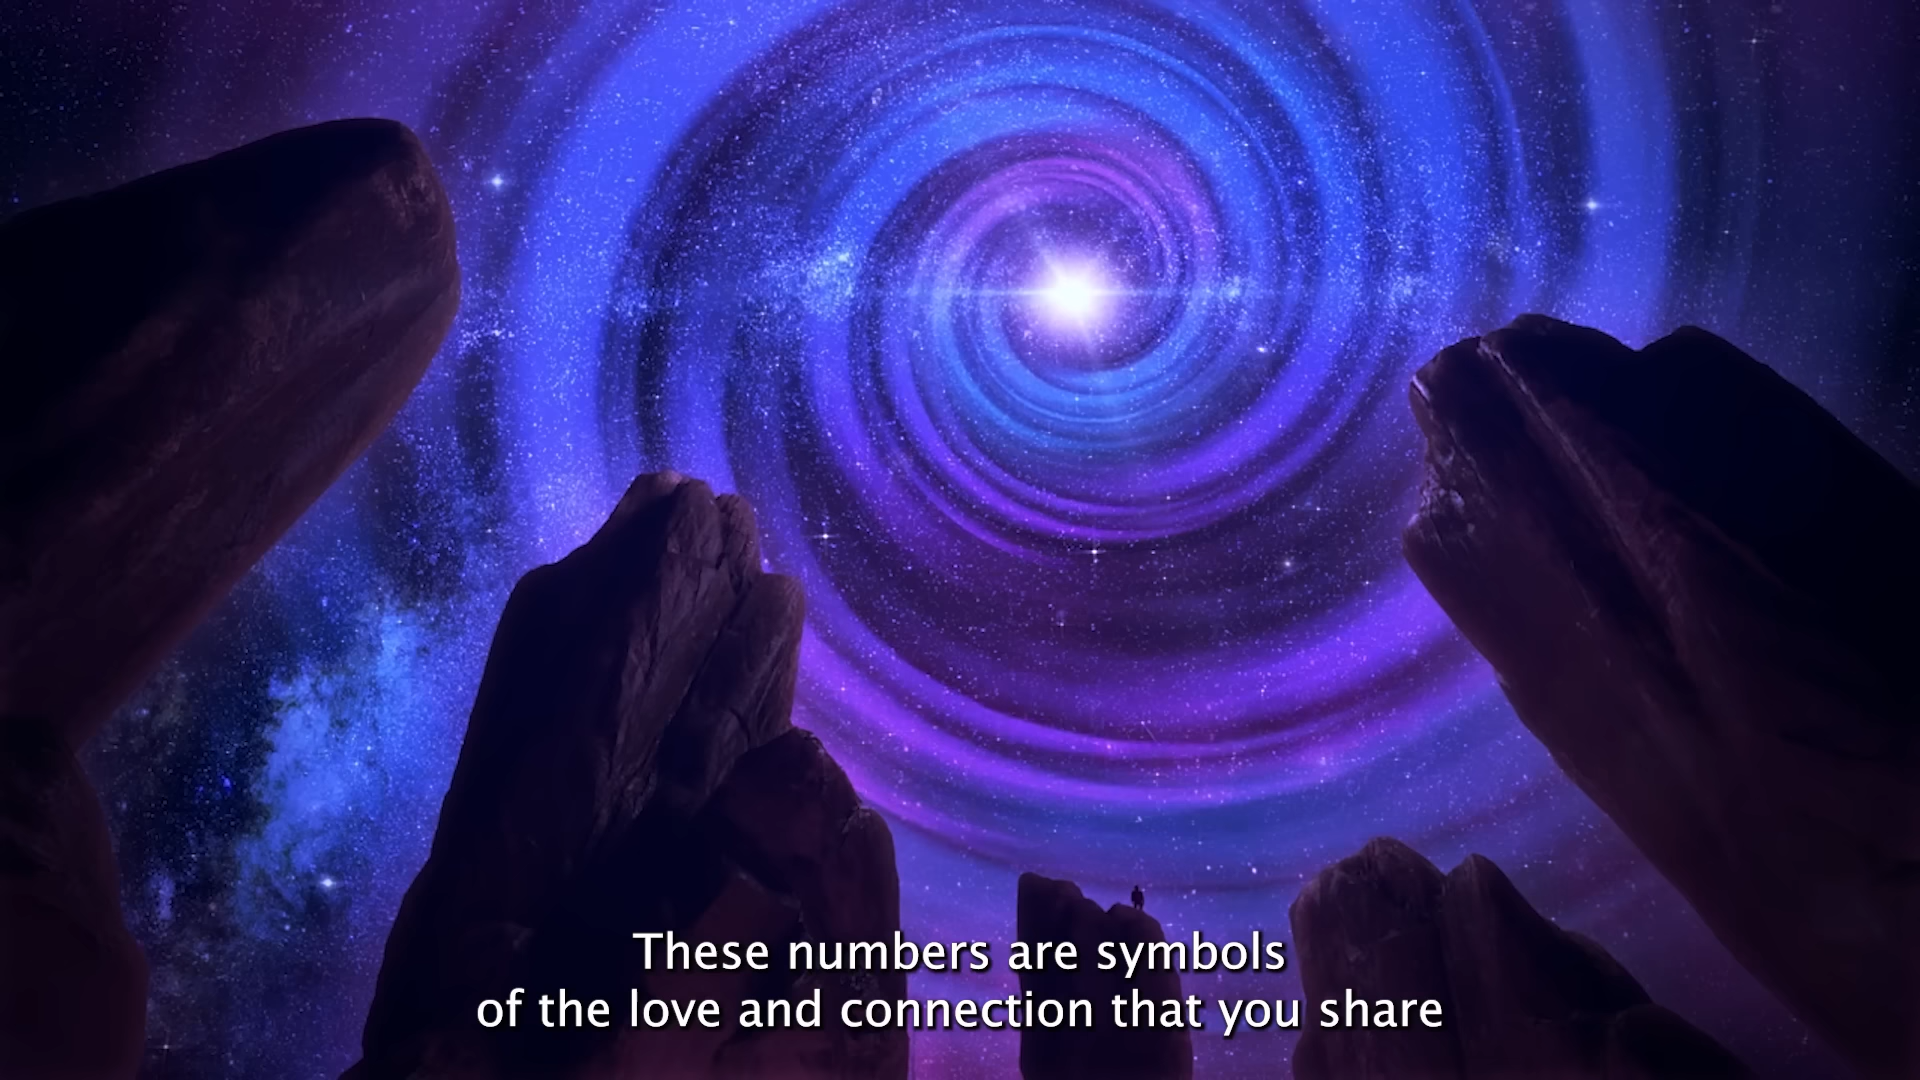 These numbers are symbols
of the love and connection that you share